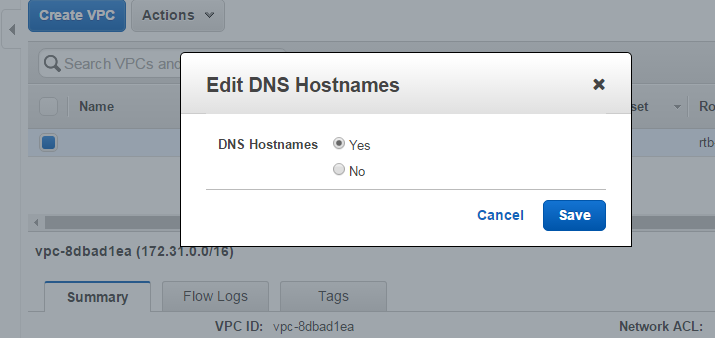 Create VPC Actions
Search VPCs and
Edit DNS Hostnames
Name set Ro
DNS Hostnames Yes
rtb
No
Cancel Save
vpc-8dbad1ea (172.31.0.0/16)
Summary Flow Logs Tags
VPC ID: vpc-8dbad1ea Network ACL: